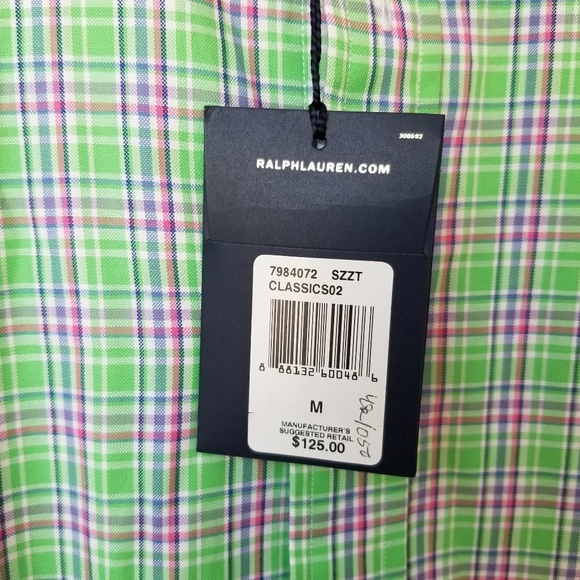 308692
RALPHLAUREN.COM
7984072 SZZT
CLASSICS02
8 88132 60048 6
M
MANUFACTURER'S
SUGGESTED RETAIL
$125.00